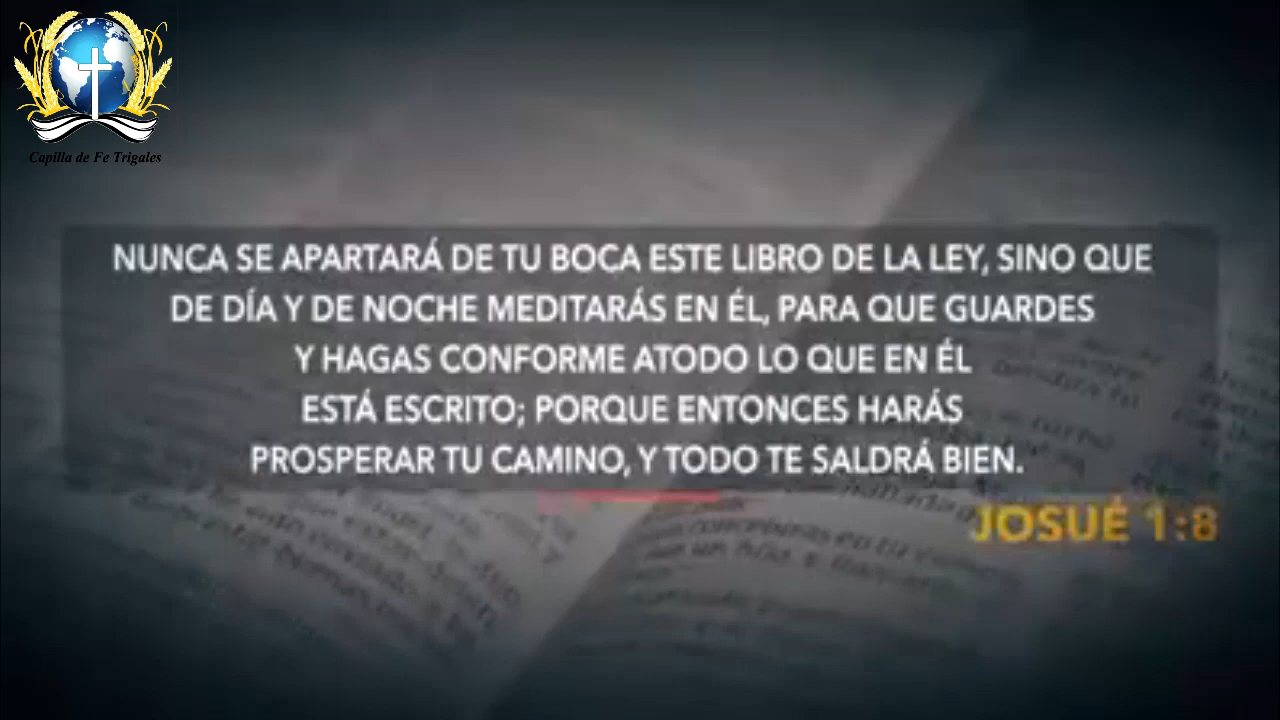 Capilla de Fe Trigales
NUNCA SE APARTARÁ DE TU BOCA ESTE LIBRO DE LA LEY, SINO QUE
DE DÍA Y DE NOCHE MEDITARÁS EN ÉL, PARA QUE GUARDES
Y HAGAS CONFORME ATODO LO QUE EN ÉL
ESTÁ ESCRITO; PORQUE ENTONCES HARÁS
PROSPERAR TU CAMINO, Y TODO TE SALDRÁ BIEN.
JOSUÉ 1:8